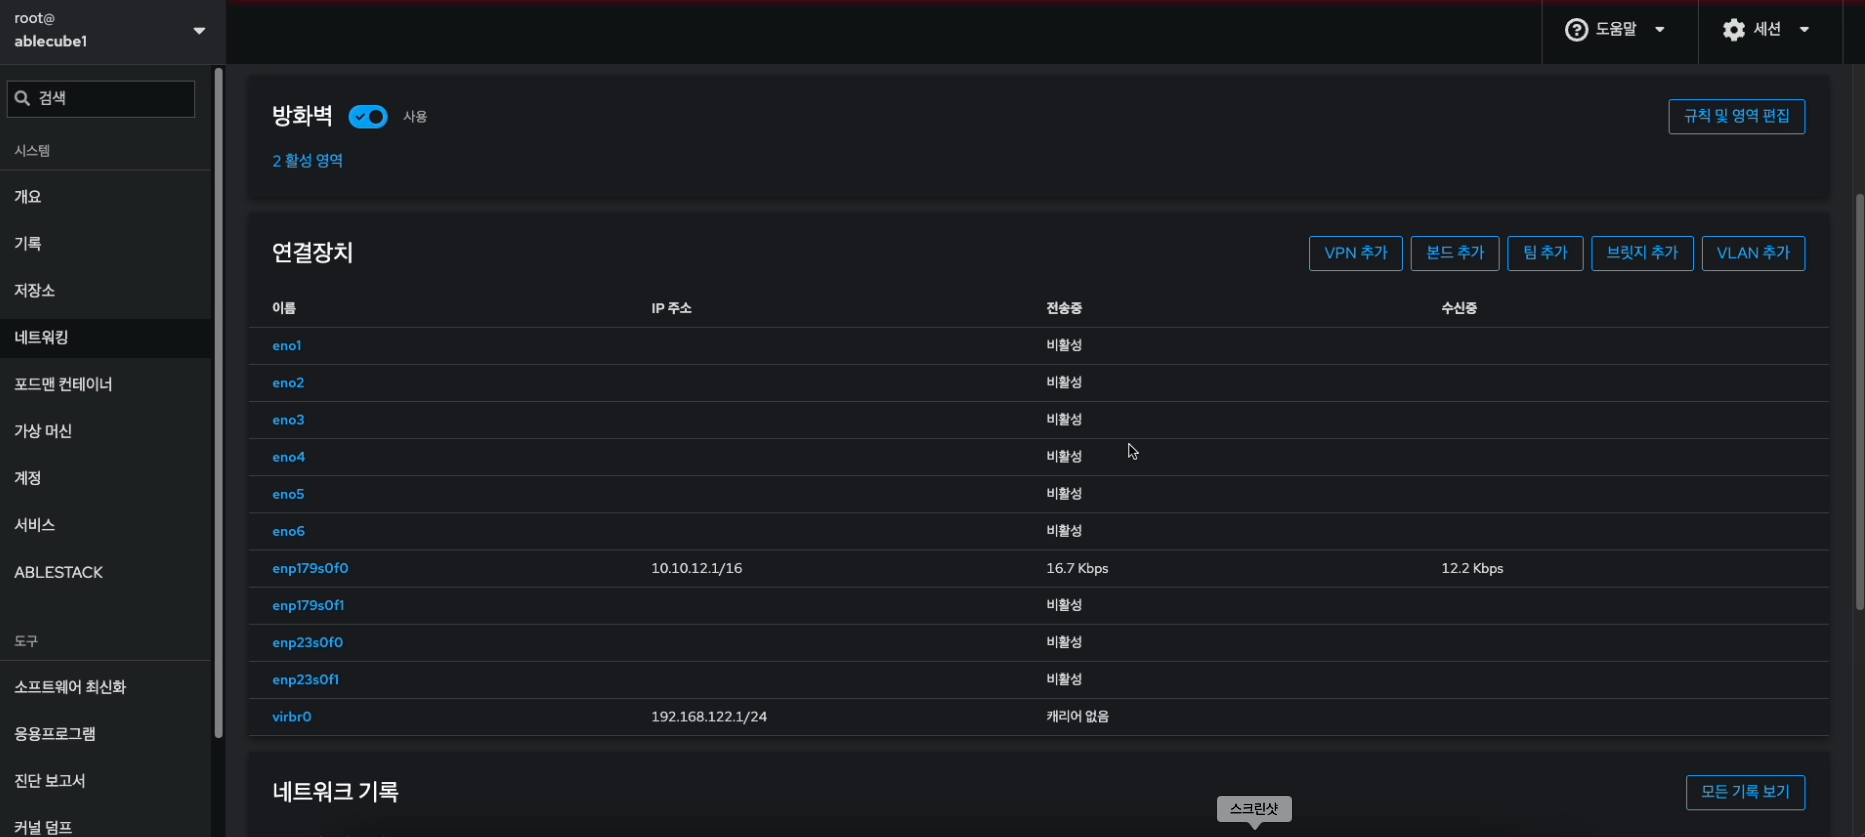 root@
ablecube1
도움말
세션
검색
시스템
개요
기록
저장소
네트워킹
포드맨 컨테이너
가상 머신
계정
서비스
ABLESTACK
도구
소프트웨어 최신화
응용프로그램
진단 보고서
커널 덤프
방화벽 사용
규칙 및 영역 편집
2 활성 영역
연결장치
VPN 추가 본드 추가 팀 추가 브릿지 추가 VLAN 추가
이름 IP 주소 전송중 수신중
eno1 비활성
eno2 비활성
eno3 비활성
eno4 비활성
eno5 비활성
eno6 비활성
enp179s0f0 10.10.12.1/16 16.7 Kbps 12.2 Kbps
enp179s0f1 비활성
enp23s0f0 비활성
enp23s0f1 비활성
virbr0 192.168.122.1/24 캐리어 없음
네트워크 기록
모든 기록 보기
스크린샷